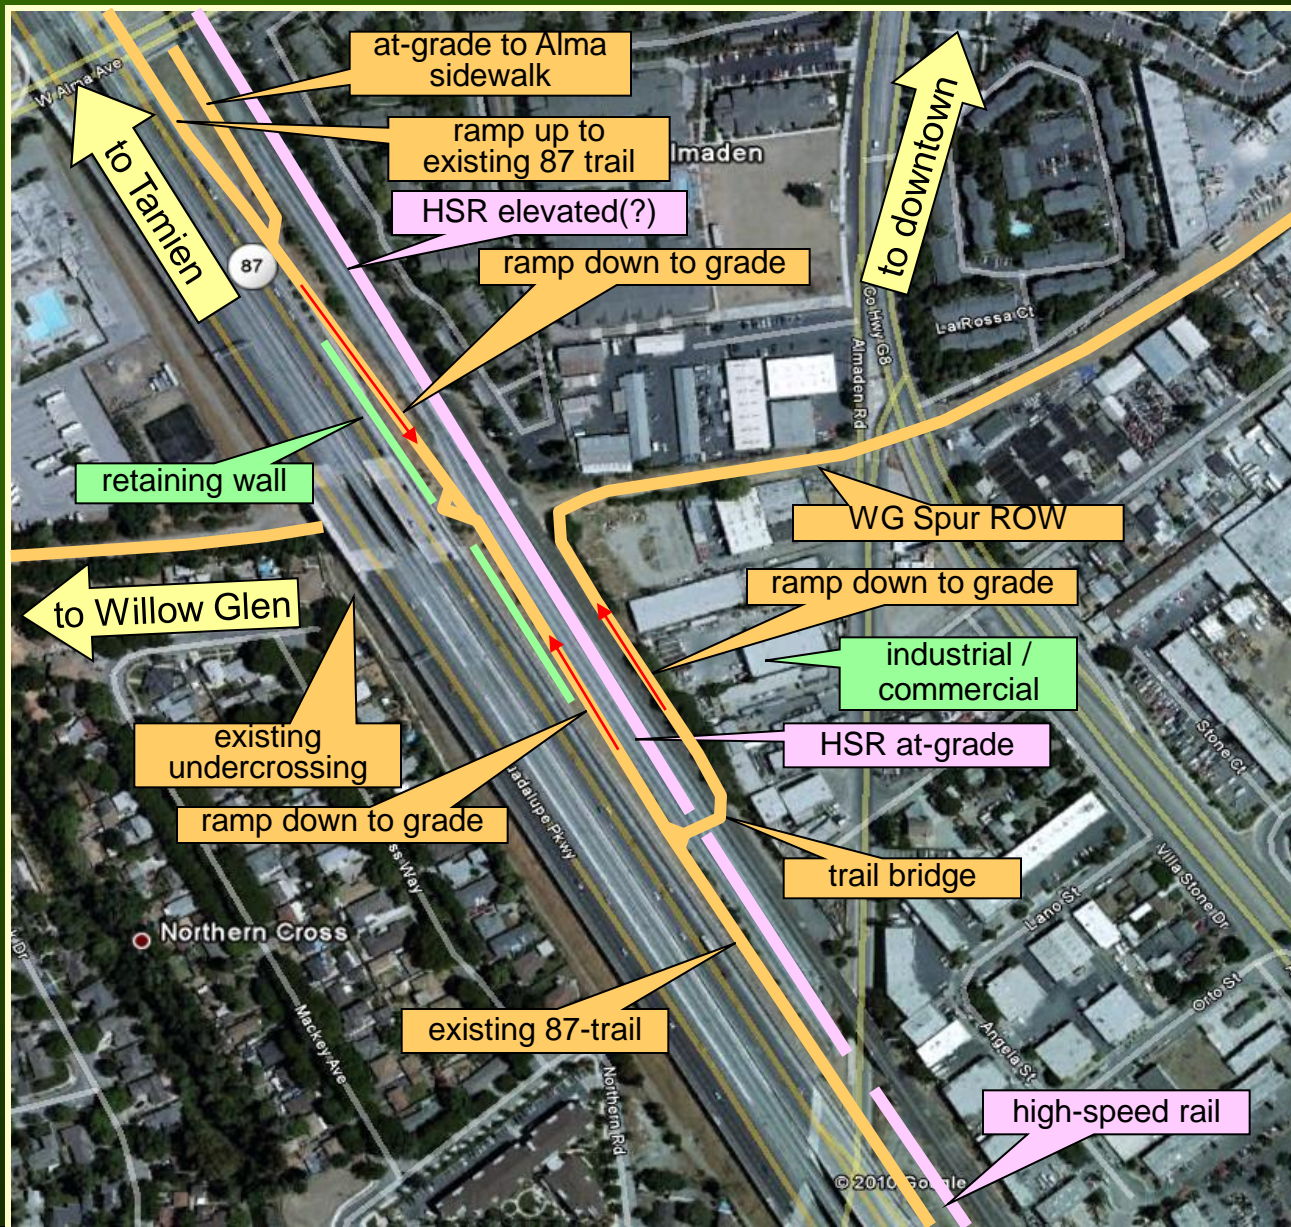 at-grade to Alma
sidewalk
W Alma Ave
ramp up to
existing 87 trail
lmaden
to Tamien
to downtown
HSR elevated(?)
87
ramp down to grade
Co Hwy G8
La Rossa Ct
Almaden Rd
retaining wall
WG Spur ROW
ramp down to grade
to Willow Glen
industrial /
commercial
existing
undercrossing
HSR at-grade
Stone Ct
uadalupe Pkwy
ramp down to grade
ss Way
trail bridge
Villa Stone Dr
Lano St
Northern Cross
Dr
Orto St
existing 87-trail
Mackey Ave
Angela St
Northern Rd
high-speed rail
© 2010 Google